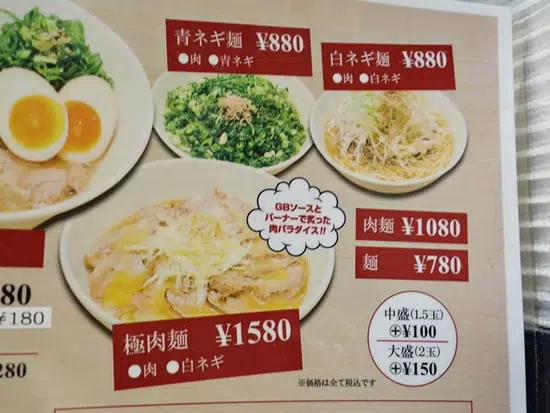 青ネギ麺 ¥880
●肉 ●青ネギ
白ネギ麺 ¥880
●肉 ●白ネギ
GBソースと
バーナーで炙った
肉パラダイス!!
肉麺 ¥1080
麺 ¥780
80
¥180
280
極肉麺 ¥1580
●肉 ●白ネギ
中盛(1.5玉)
⊕¥100
大盛(2玉)
⊕¥150
※価格は全て税込です